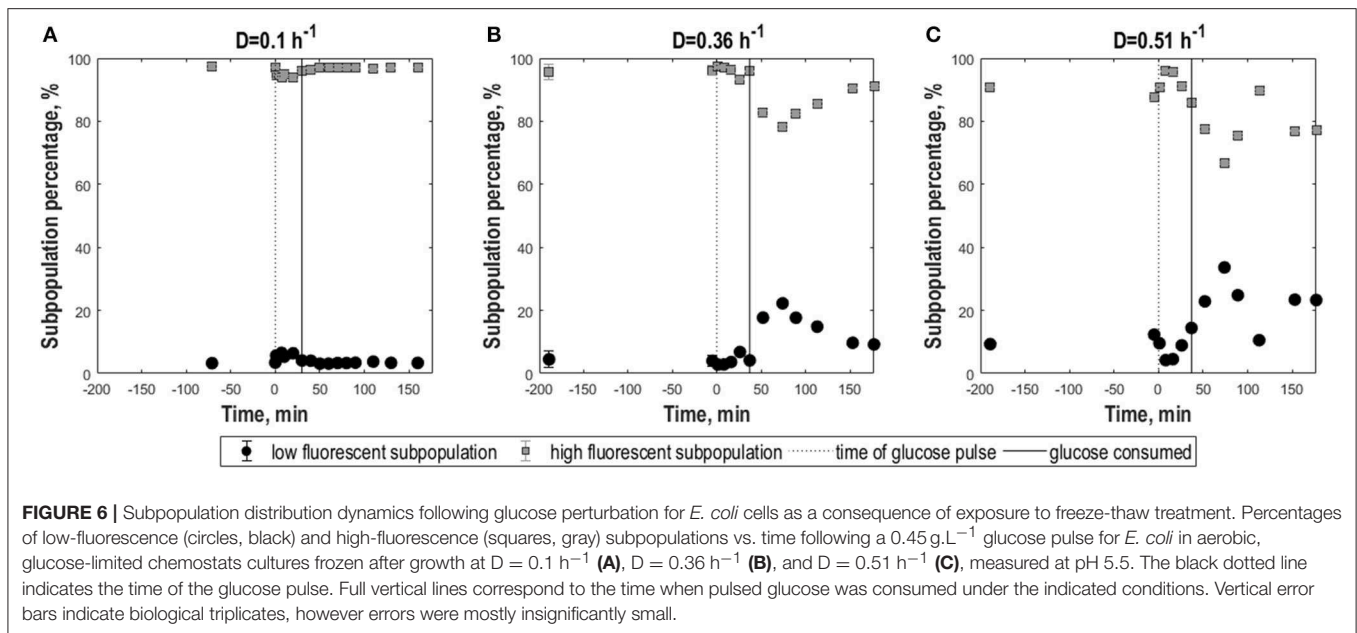 A
D=0.1 h⁻¹
B
D=0.36 h⁻¹
C
D=0.51 h⁻¹
Subpopulation percentage, %
100
80
60
40
20
0
-200 -150 -100 -50 0 50 100 150
Time, min
Subpopulation percentage, %
100
80
60
40
20
0
-200 -150 -100 -50 0 50 100 150
Time, min
Subpopulation percentage, %
100
80
60
40
20
0
-200 -150 -100 -50 0 50 100 150
Time, min
low fluorescent subpopulation high fluorescent subpopulation time of glucose pulse glucose consumed
FIGURE 6 | Subpopulation distribution dynamics following glucose perturbation for E. coli cells as a consequence of exposure to freeze-thaw treatment. Percentages
of low-fluorescence (circles, black) and high-fluorescence (squares, gray) subpopulations vs. time following a 0.45 g.L⁻¹ glucose pulse for E. coli in aerobic,
glucose-limited chemostats cultures frozen after growth at D = 0.1 h⁻¹ (A), D = 0.36 h⁻¹ (B), and D = 0.51 h⁻¹ (C), measured at pH 5.5. The black dotted line
indicates the time of the glucose pulse. Full vertical lines correspond to the time when pulsed glucose was consumed under the indicated conditions. Vertical error
bars indicate biological triplicates, however errors were mostly insignificantly small.